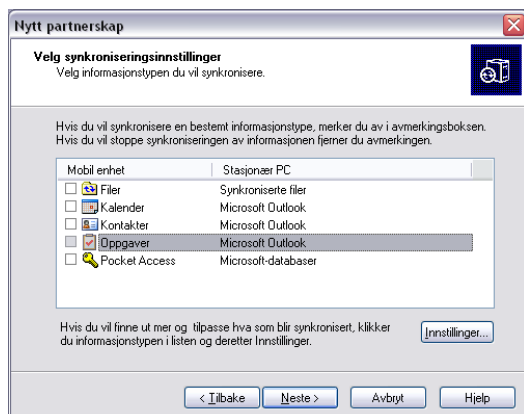 Nytt partnerskap
Velg synkroniseringsinnstillinger
Velg informasjonstypen du vil synkronisere.
Hvis du vil synkronisere en bestemt informasjonstype, merker du av i avmerkingsboksen.
Hvis du vil stoppe synkroniseringen av informasjonen fjerner du avmerkingen.
Mobil enhet Stasjonær PC
Filer Synkroniserte filer
Kalender Microsoft Outlook
Kontakter Microsoft Outlook
Oppgaver Microsoft Outlook
Pocket Access Microsoft-databaser
Hvis du vil finne ut mer og tilpasse hva som blir synkronisert, klikker
du informasjonstypen i listen og deretter Innstillinger.
Innstillinger...
< Tilbake Neste > Avbryt Hjelp